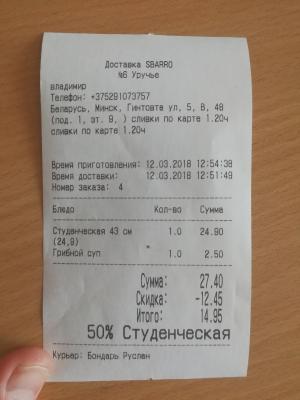 Доставка SBARRO
№6 Уручье
владимир
Телефон: +375291073757
Беларусь, Минск, Гинтовта ул, 5, В, 48
(под. 1, эт. 9, ) сливки по карте 1.20ч
сливки по карте 1.20ч
Время приготовления: 12.03.2018 12:54:38
Время доставки: 12.03.2018 12:51:49
Номер заказа: 4
Блюдо Кол-во Сумма
Студенческая 43 см 1.0 24.90
(24,9)
Грибной суп 1.0 2.50
Сумма: 27.40
Скидка: -12.45
Итого: 14.95
50% Студенческая
Курьер: Бондарь Руслан